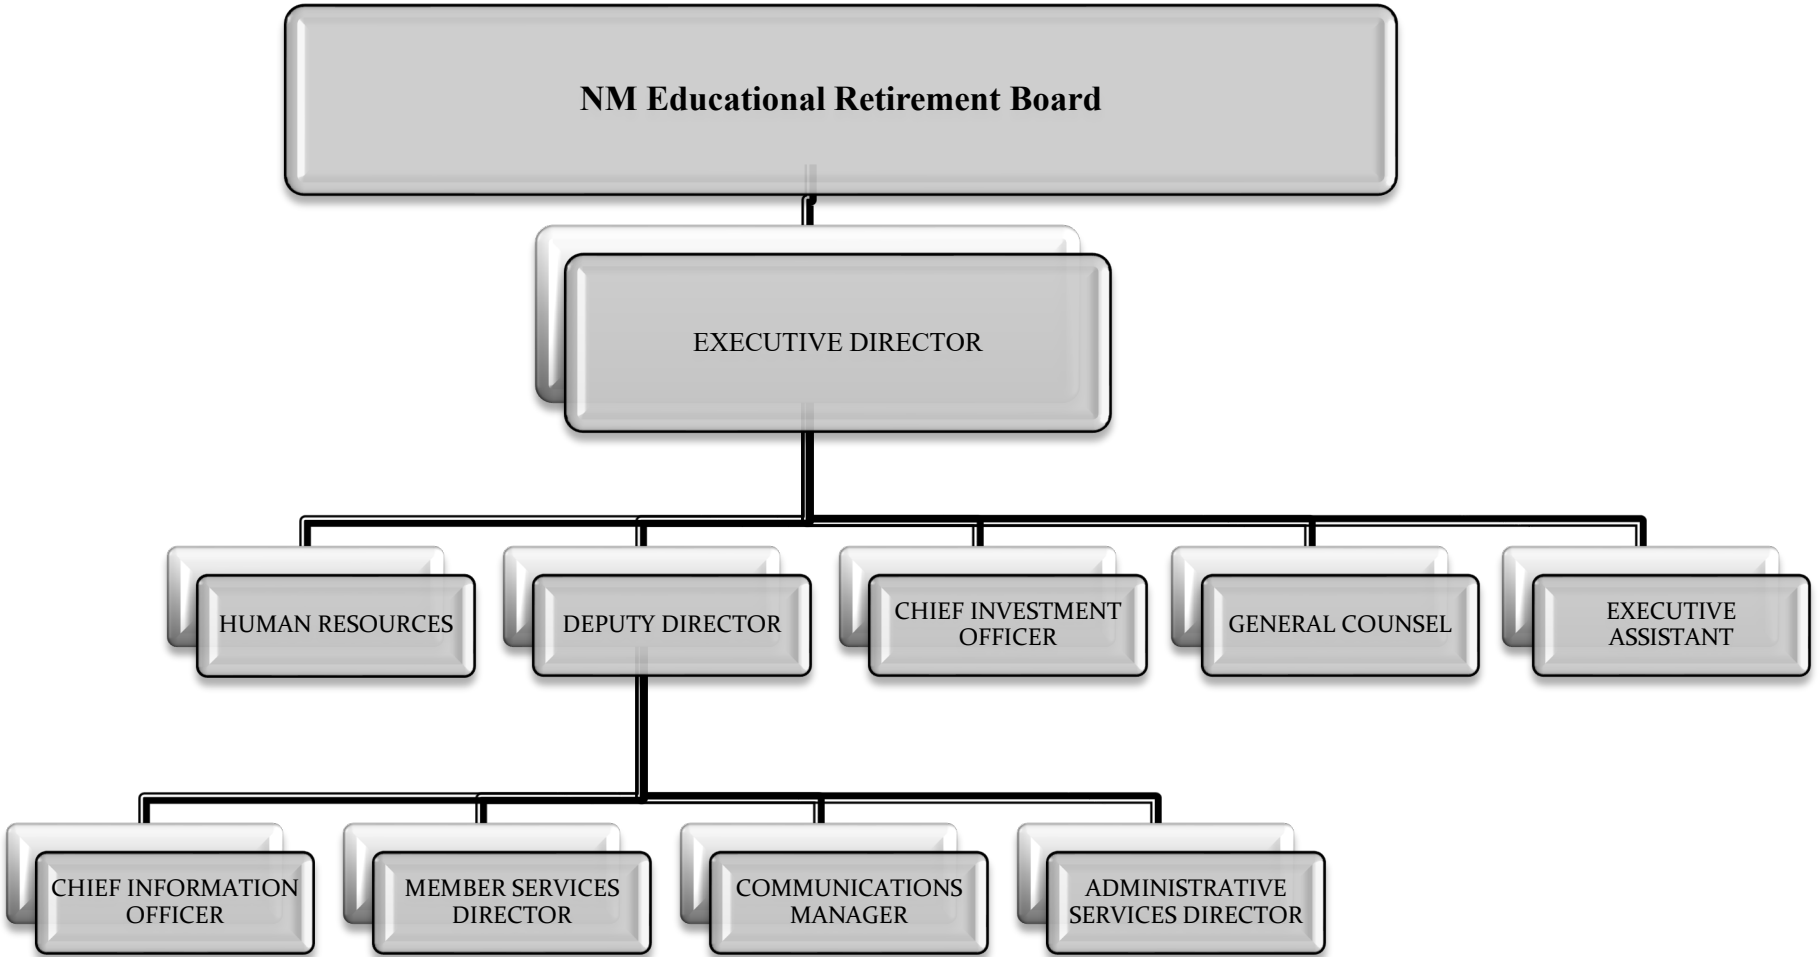 NM Educational Retirement Board
EXECUTIVE DIRECTOR
HUMAN RESOURCES
DEPUTY DIRECTOR
CHIEF INVESTMENT
OFFICER
GENERAL COUNSEL
EXECUTIVE
ASSISTANT
CHIEF INFORMATION
OFFICER
MEMBER SERVICES
DIRECTOR
COMMUNICATIONS
MANAGER
ADMINISTRATIVE
SERVICES DIRECTOR